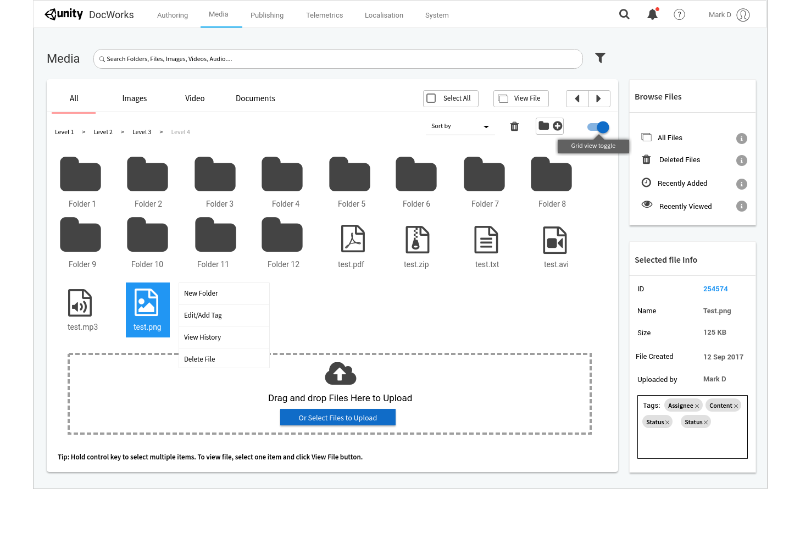 unity DocWorks Authoring Media Publishing Telemetrics Localisation System ? Mark D
Media Search Folders, Files, Images, Videos, Audio....
All Images Video Documents Select All View File
Level 1 > Level 2 > Level 3 > Level 4 Sort by
Grid view toggle
Folder 1 Folder 2 Folder 3 Folder 4 Folder 5 Folder 6 Folder 7 Folder 8
Folder 9 Folder 10 Folder 11 Folder 12 test.pdf test.zip test.txt test.avi
test.mp3 test.png
New Folder
Edit/Add Tag
View History
Delete File
Drag and drop Files Here to Upload
Or Select Files to Upload
Tip: Hold control key to select multiple items. To view file, select one item and click View File button.
Browse Files
All Files i
Deleted Files i
Recently Added i
Recently Viewed i
Selected file Info
ID 254574
Name Test.png
Size 125 KB
File Created 12 Sep 2017
Uploaded by Mark D
Tags: Assignee × Content ×
Status × Status ×